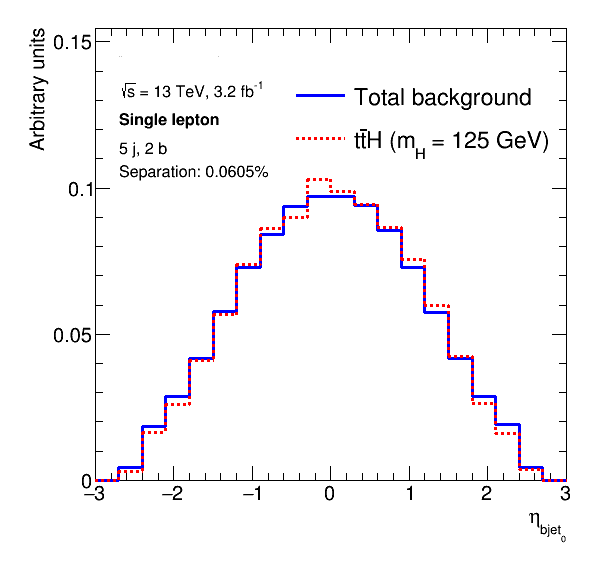 Arbitrary units
0.15
0.1
0.05
0
√s = 13 TeV, 3.2 fb⁻¹
Single lepton
5 j, 2 b
Separation: 0.0605%
Total background
tt̄H (m_H = 125 GeV)
−3 −2 −1 0 1 2 3
η_bjet_0